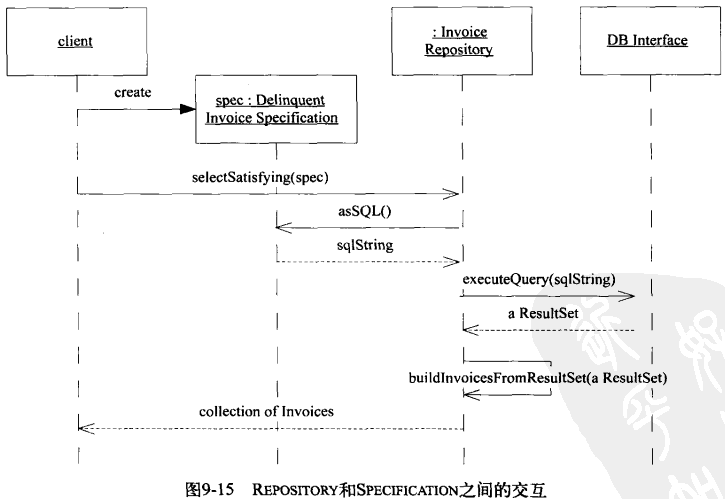 client
: Invoice
Repository
DB Interface
create
spec : Delinquent
Invoice Specification
selectSatisfying(spec)
asSQL()
sqlString
executeQuery(sqlString)
a ResultSet
buildInvoicesFromResultSet(a ResultSet)
collection of Invoices
图9-15 REPOSITORY和SPECIFICATION之间的交互